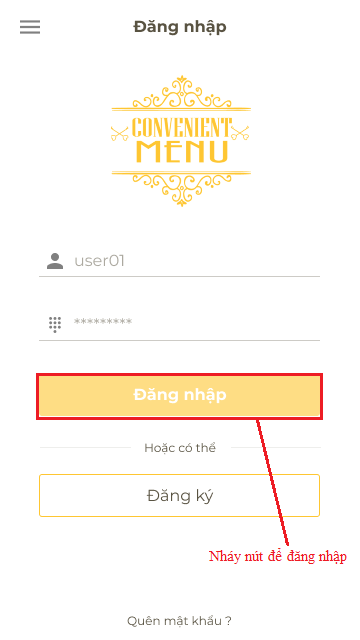 Đăng nhập
CONVENIENT
MENU
user01
*********
Đăng nhập
Hoặc có thể
Đăng ký
Nháy nút để đăng nhập
Quên mật khẩu ?